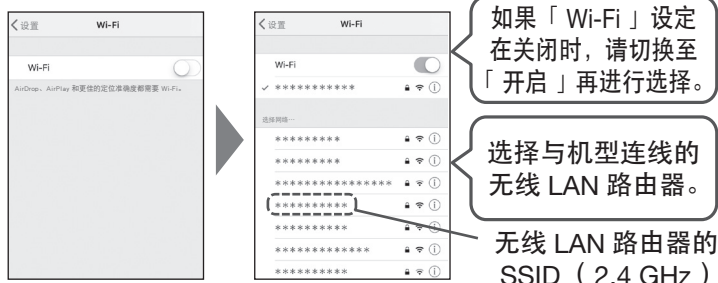 设置 Wi-Fi
Wi-Fi
AirDrop、AirPlay 和更佳的定位准确度都需要 Wi-Fi。
设置 Wi-Fi
Wi-Fi
***********
选择网络…
*********
*********
****************
**********
**********
*************
**********
如果「 Wi-Fi 」设定
在关闭时，请切换至
「 开启 」再进行选择。
选择与机型连线的
无线 LAN 路由器。
无线 LAN 路由器的
SSID （ 2.4 GHz ）